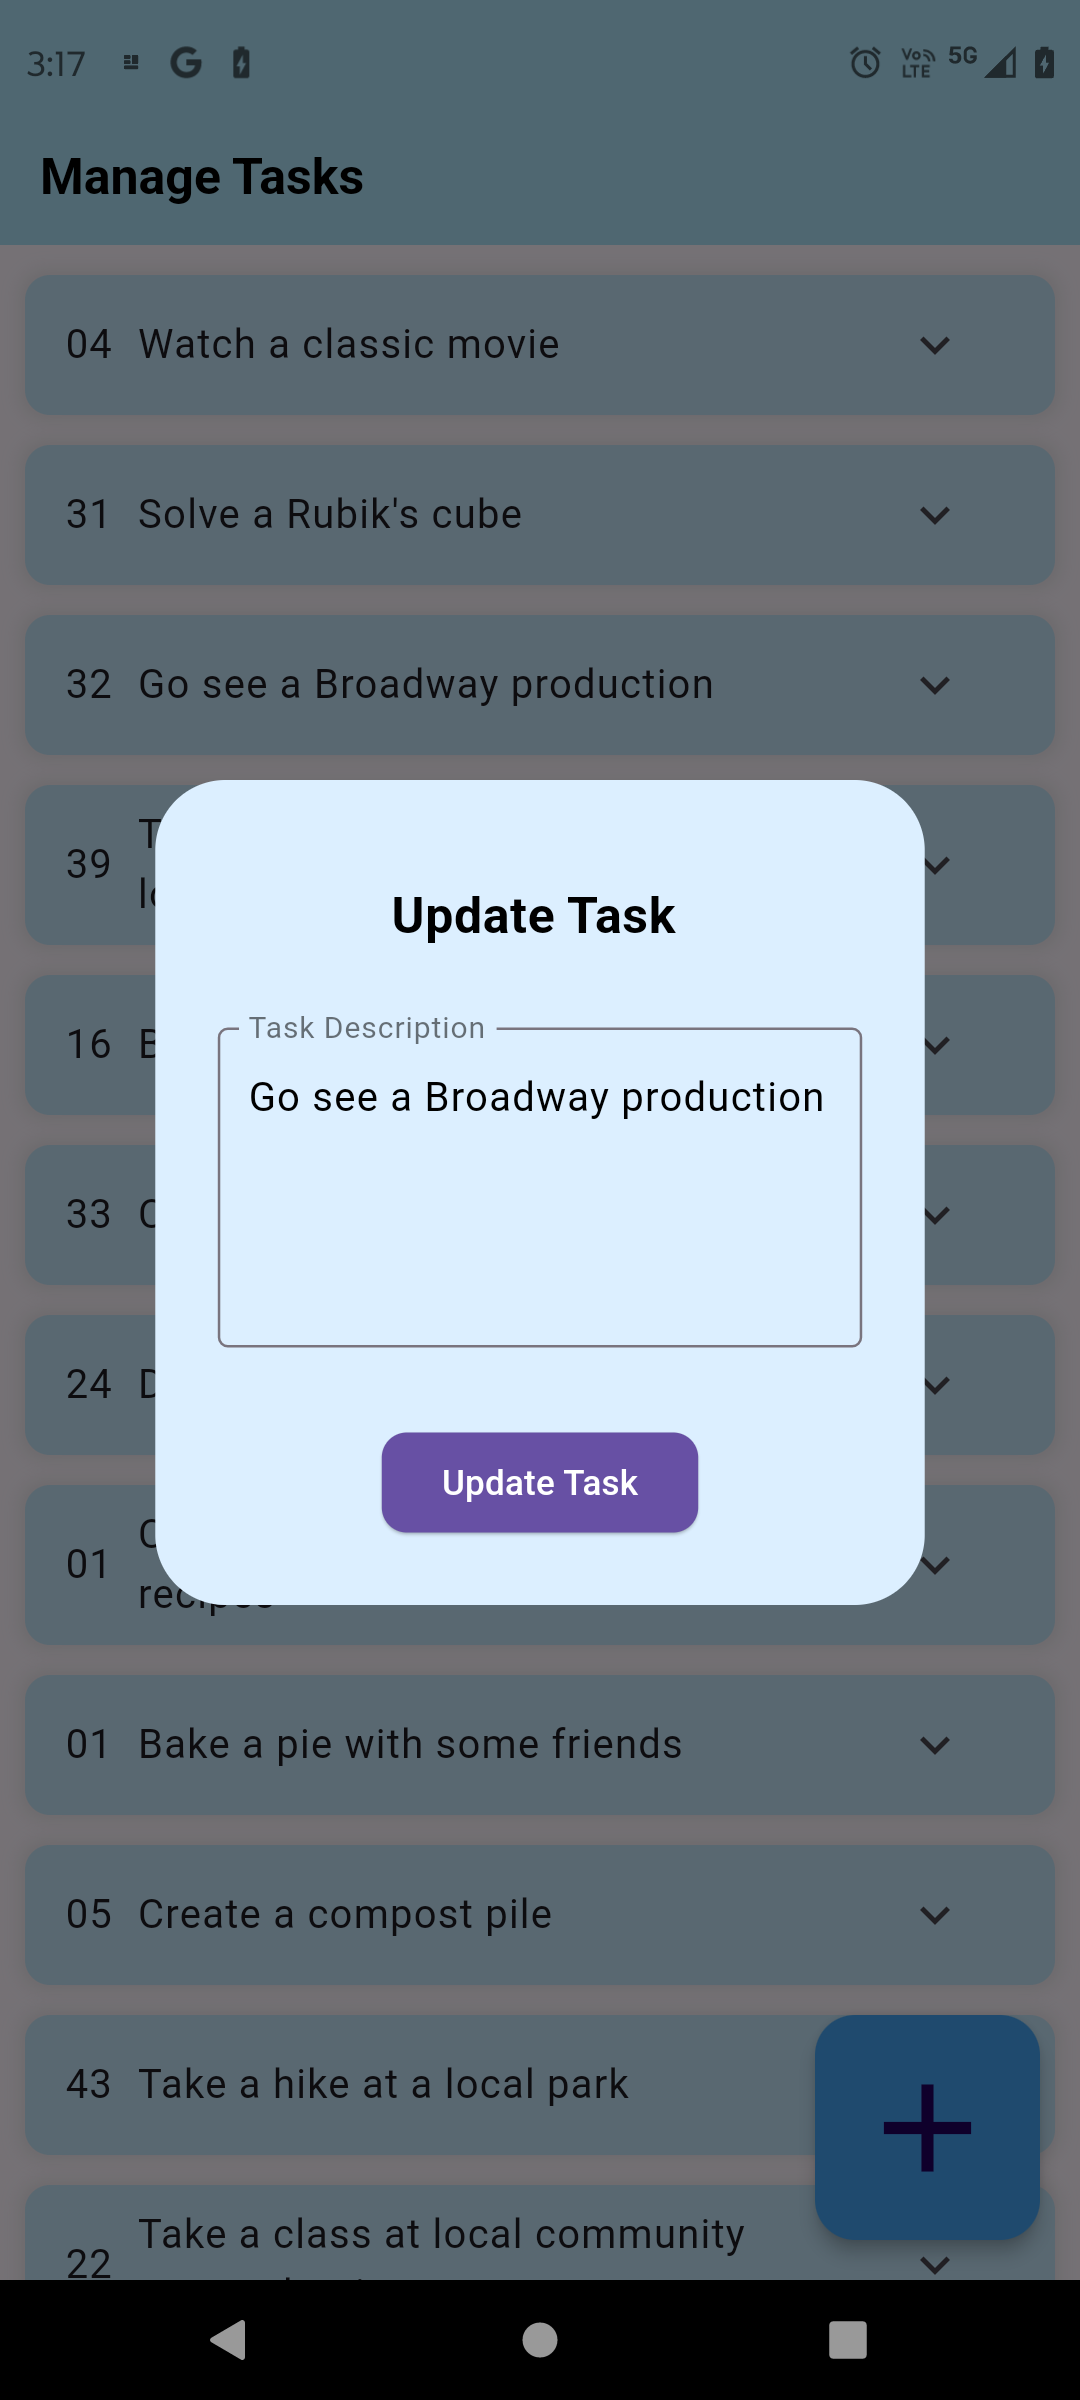 3:17
G
Vo
LTE
5G
Manage Tasks
04 Watch a classic movie
31 Solve a Rubik's cube
32 Go see a Broadway production
39
Update Task
Task Description
Go see a Broadway production
16
33
24
Update Task
01
01 Bake a pie with some friends
05 Create a compost pile
43 Take a hike at a local park
Take a class at local community
22